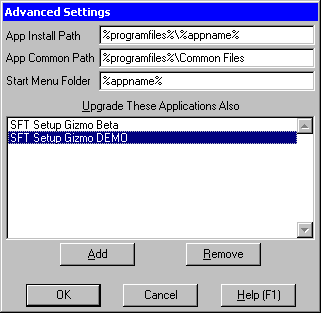 Advanced Settings
App Install Path %programfiles%\%appname%
App Common Path %programfiles%\Common Files
Start Menu Folder %appname%
Upgrade These Applications Also
SFT Setup Gizmo Beta
SFT Setup Gizmo DEMO
Add Remove
OK Cancel Help (F1)